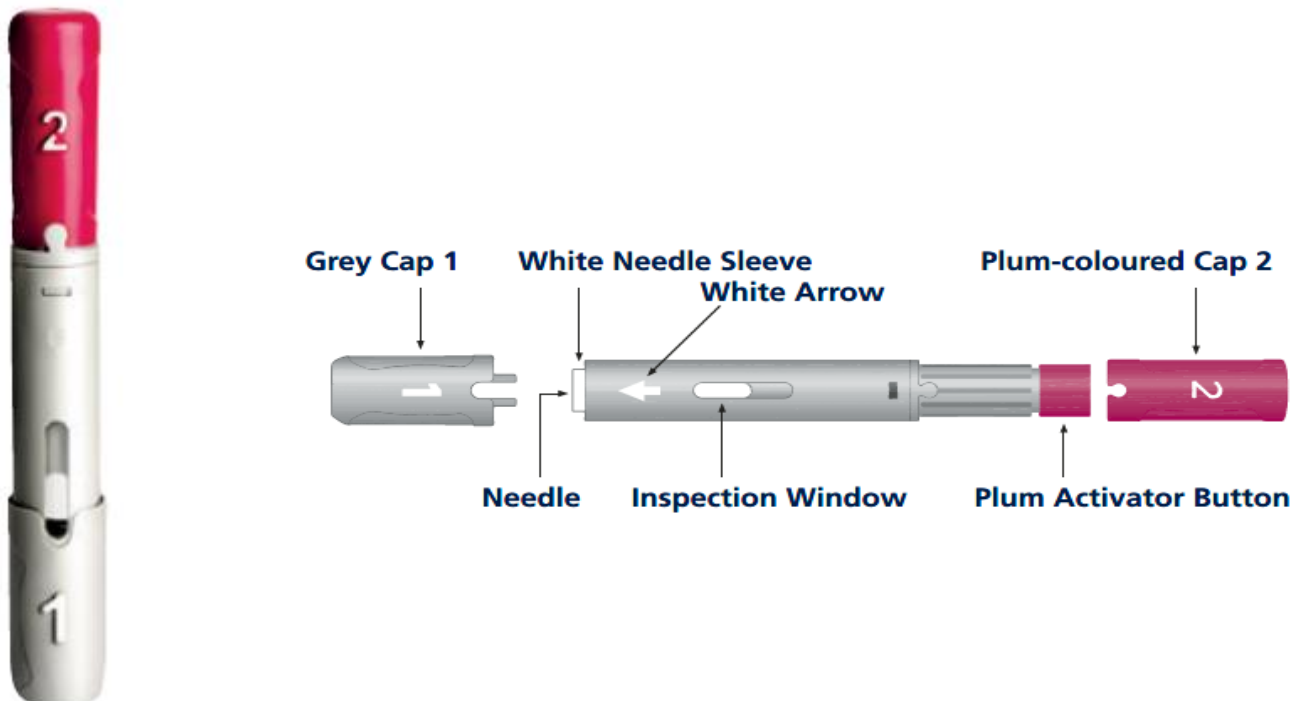 2
1
Grey Cap 1
White Needle Sleeve
White Arrow
Plum-coloured Cap 2
1
2
Needle
Inspection Window
Plum Activator Button